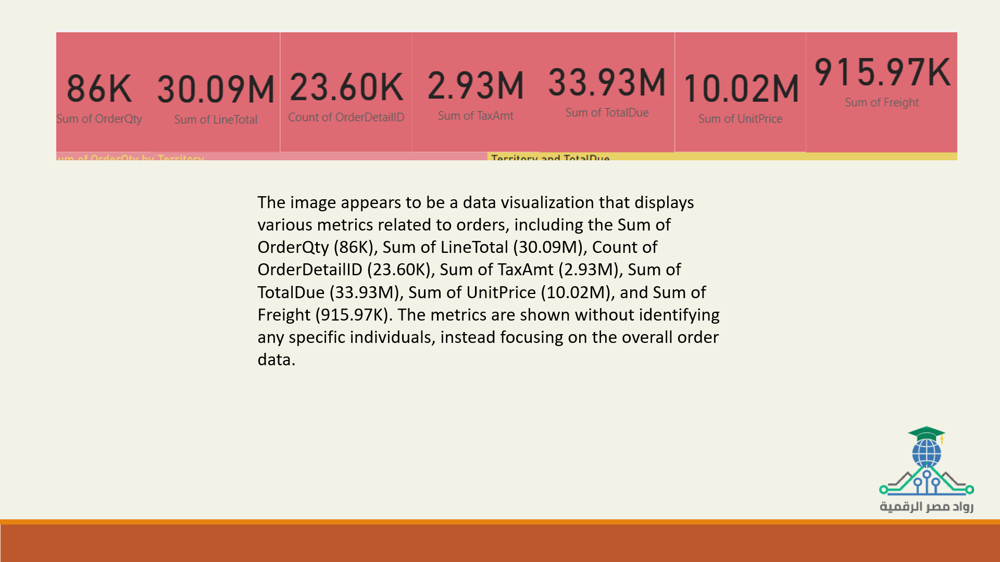 86K
Sum of OrderQty
30.09M
Sum of LineTotal
23.60K
Count of OrderDetailID
2.93M
Sum of TaxAmt
33.93M
Sum of TotalDue
10.02M
Sum of UnitPrice
915.97K
Sum of Freight
Sum of OrderQty by Territory
Territory and TotalDue
The image appears to be a data visualization that displays
various metrics related to orders, including the Sum of
OrderQty (86K), Sum of LineTotal (30.09M), Count of
OrderDetailID (23.60K), Sum of TaxAmt (2.93M), Sum of
TotalDue (33.93M), Sum of UnitPrice (10.02M), and Sum of
Freight (915.97K). The metrics are shown without identifying
any specific individuals, instead focusing on the overall order
data.
رواد مصر الرقمية